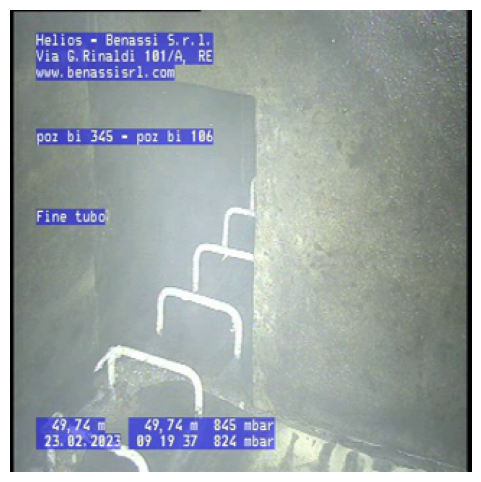 Helios - Benassi S.r.l.
Via G.Rinaldi 101/A, RE
www.benassisrl.com
poz bi 345 - poz bi 106
Fine tubo
49,74 m 49,74 m 845 mbar
23.02.2023 09 19 37 824 mbar